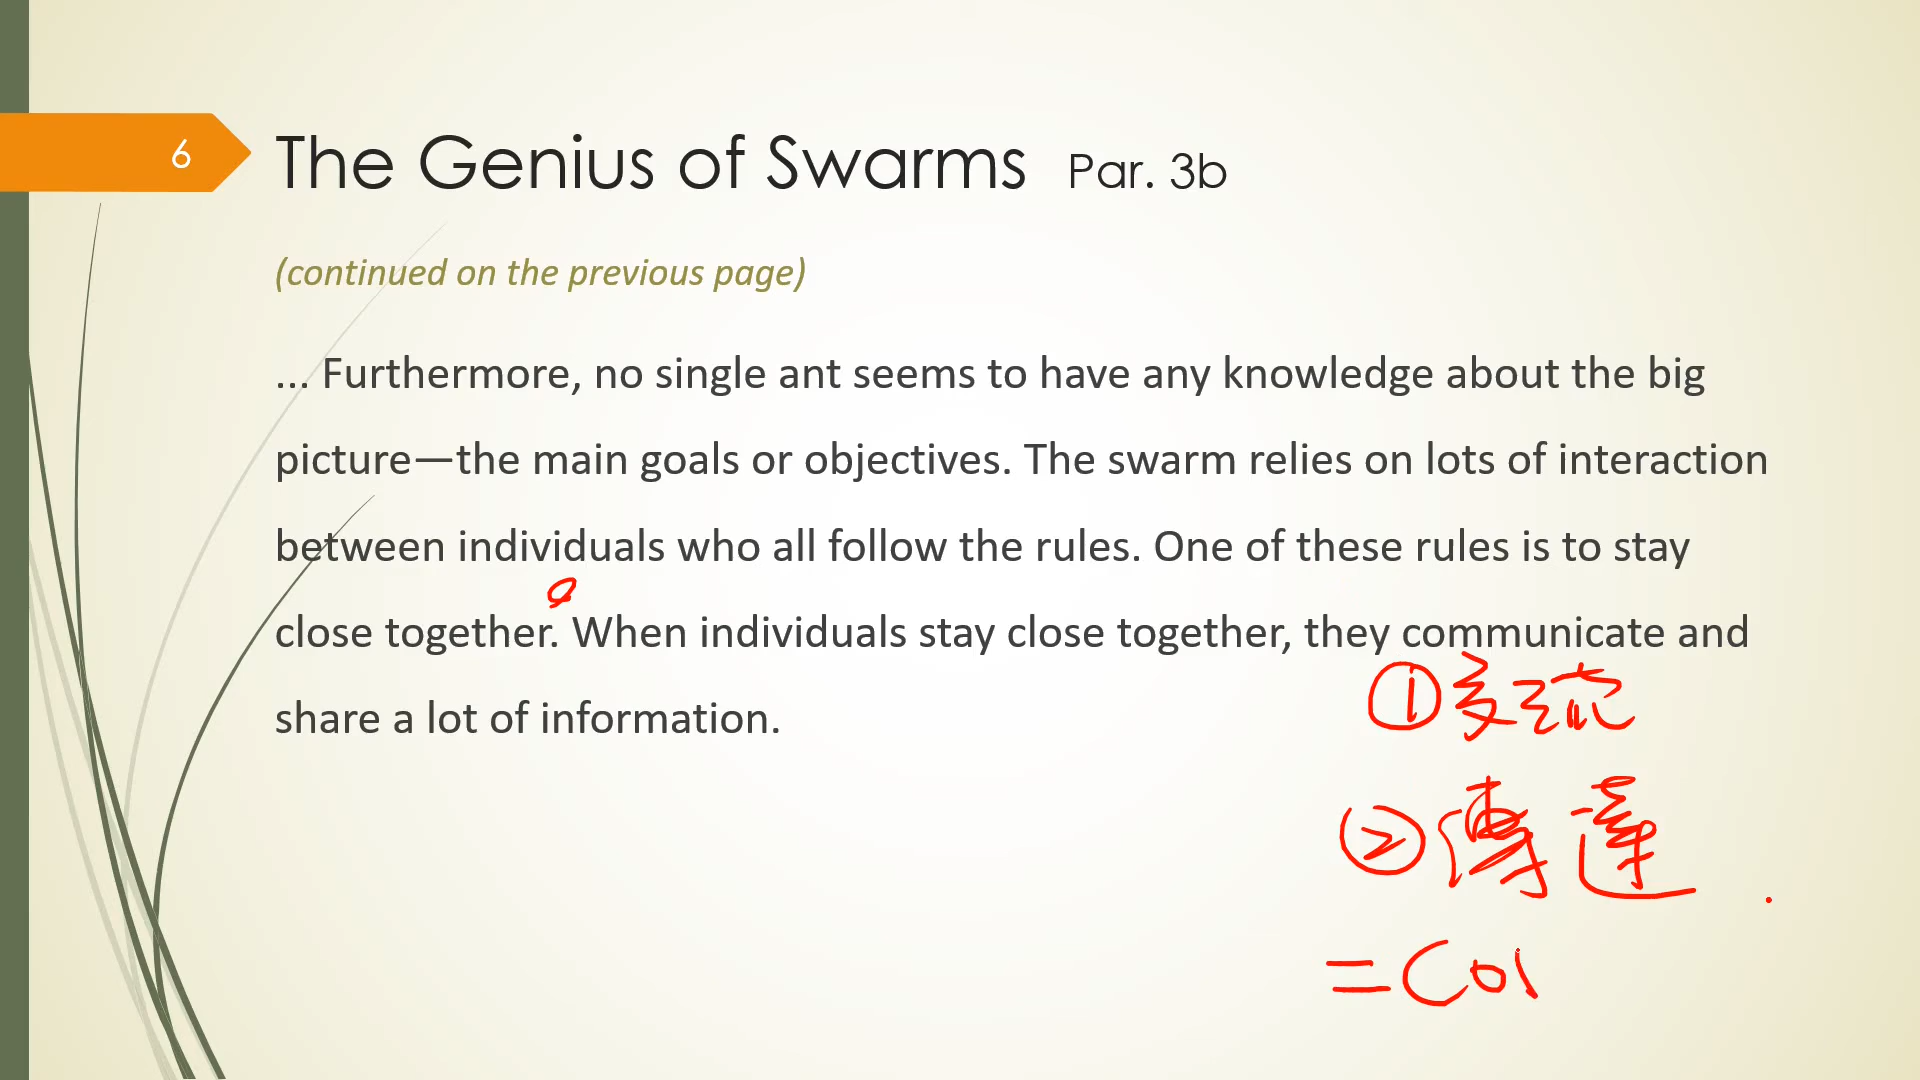 6
The Genius of Swarms Par. 3b
(continued on the previous page)
... Furthermore, no single ant seems to have any knowledge about the big
picture—the main goals or objectives. The swarm relies on lots of interaction
between individuals who all follow the rules. One of these rules is to stay
close together. When individuals stay close together, they communicate and
share a lot of information.
①交流
②傳達
= Co